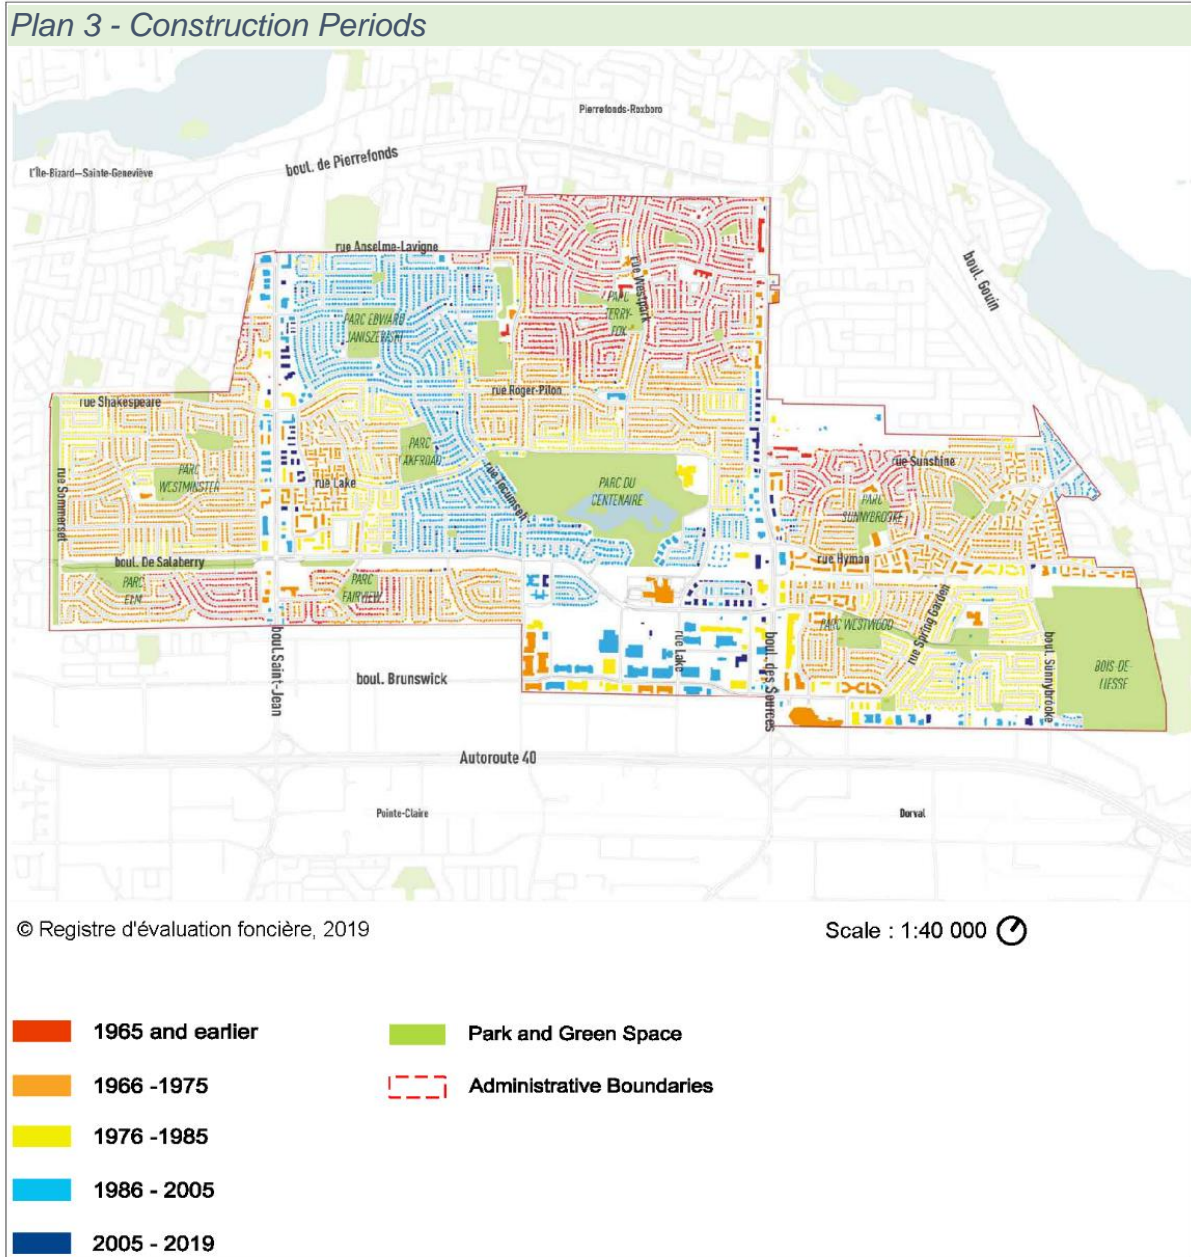 Plan 3 - Construction Periods
Pierrefonds-Roxboro
boul. de Pierrefonds
L'Île-Bizard—Sainte-Geneviève
rue Anselme-Lavigne
boul. Gouin
rue Westpark
PARC
TERRY-
FOX
PARC EDWARD
JANISZEWSKI
rue Roger-Pilon
rue Shakespeare
PARC
LAKEROAD
rue Sunshine
PARC
WESTMINSTER
rue Lake
rue Tecumseh
PARC DU
CENTENAIRE
PARC
SUNNYBROOKE
rue Sommerset
boul. De Salaberry
rue Hyman
PARC
ELM
PARC
FAIRVIEW
PARC WESTWOOD
rue Spring Garden
boul. Saint-Jean
rue Lake
boul. des Sources
boul. Sunnybrooke
BOIS DE
LIESSE
boul. Brunswick
Autoroute 40
Pointe-Claire
Dorval
© Registre d'évaluation foncière, 2019
Scale : 1:40 000
1965 and earlier
Park and Green Space
1966 -1975
Administrative Boundaries
1976 -1985
1986 - 2005
2005 - 2019